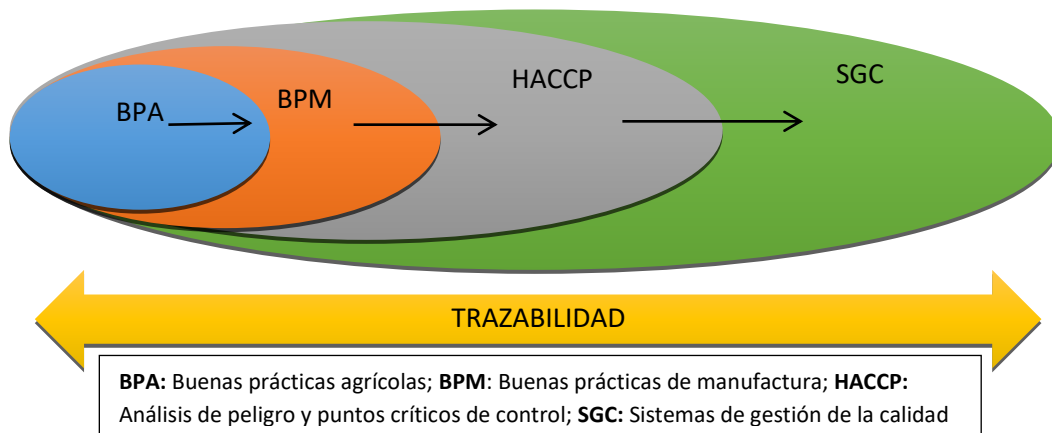 BPA
BPM
HACCP
SGC
TRAZABILIDAD
BPA: Buenas prácticas agrícolas; BPM: Buenas prácticas de manufactura; HACCP:
Análisis de peligro y puntos críticos de control; SGC: Sistemas de gestión de la calidad